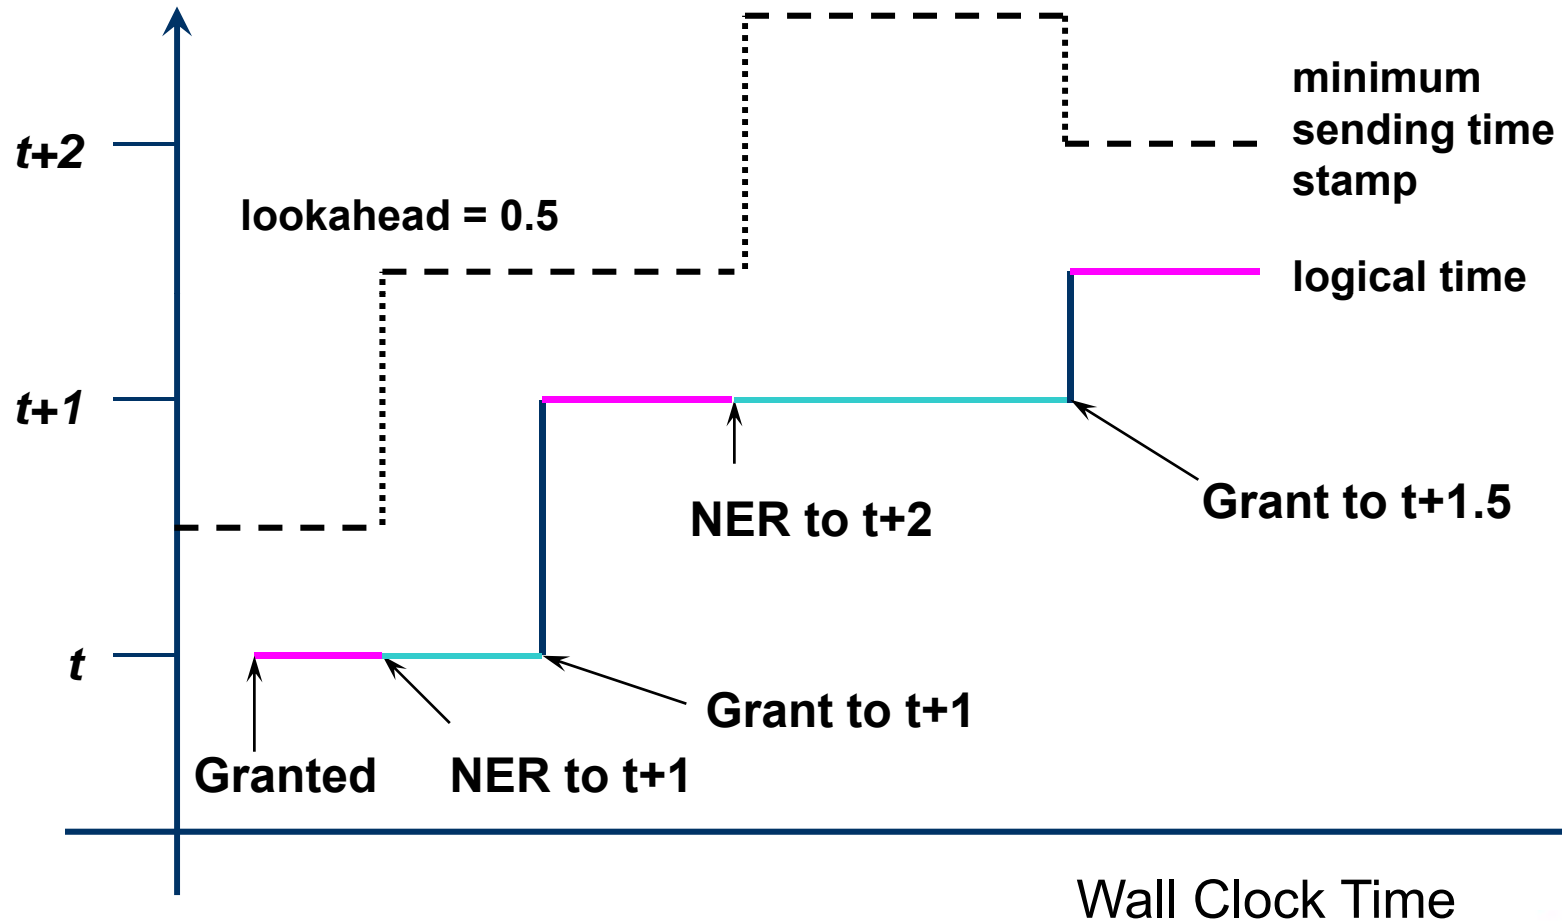 minimum
sending time
stamp
t+2
lookahead = 0.5
logical time
t+1
NER to t+2
Grant to t+1.5
t
Grant to t+1
Granted
NER to t+1
Wall Clock Time